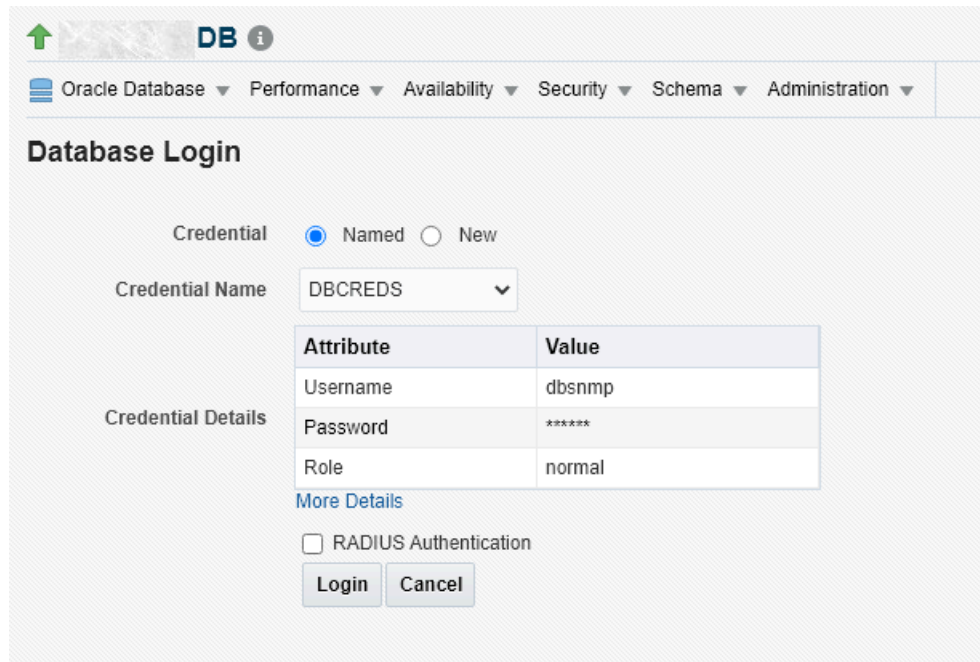 DB
Oracle Database Performance Availability Security Schema Administration
Database Login
Credential Named New
Credential Name DBCREDS
Attribute Value
Username dbsnmp
Credential Details
Password ******
Role normal
More Details
RADIUS Authentication
Login Cancel